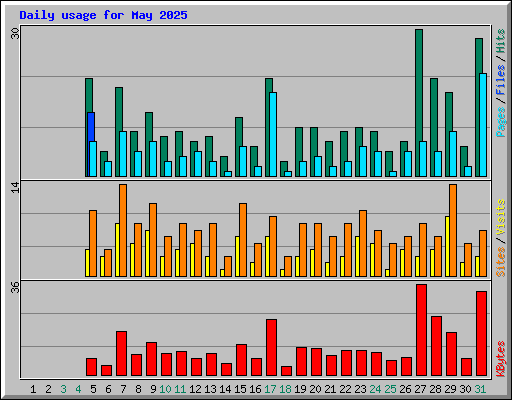 Daily usage for May 2025
30
Pages / Files / Hits
14
Sites / Visits
36
KBytes
1 2 3 4 5 6 7 8 9 10 11 12 13 14 15 16 17 18 19 20 21 22 23 24 25 26 27 28 29 30 31